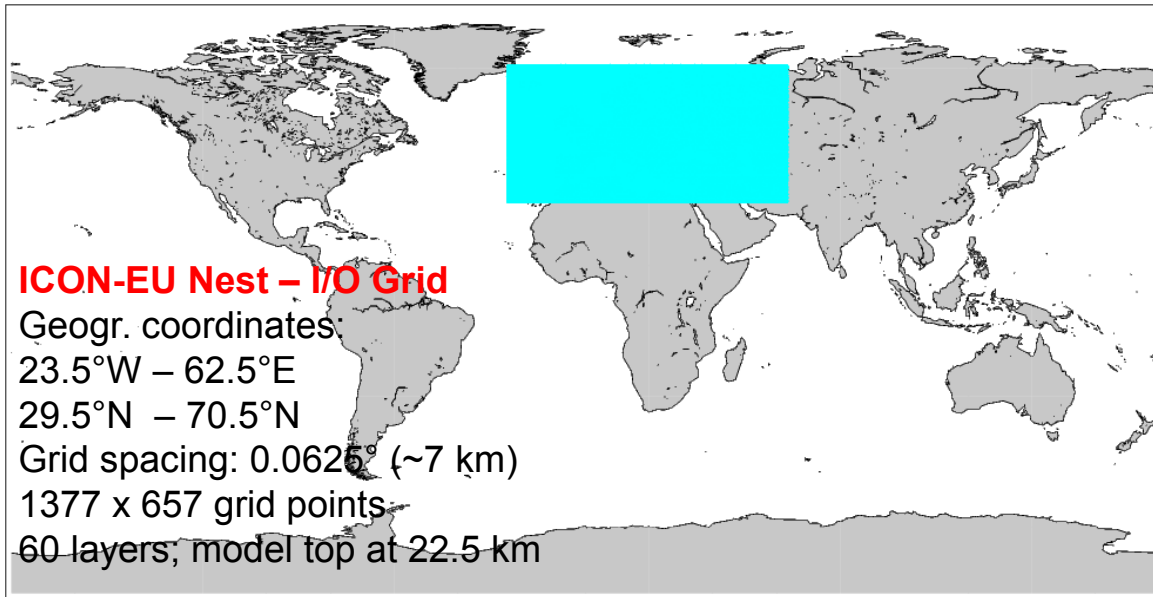 ICON-EU Nest – I/O Grid
Geogr. coordinates:
23.5°W – 62.5°E
29.5°N – 70.5°N
Grid spacing: 0.0625° (~7 km)
1377 x 657 grid points
60 layers; model top at 22.5 km